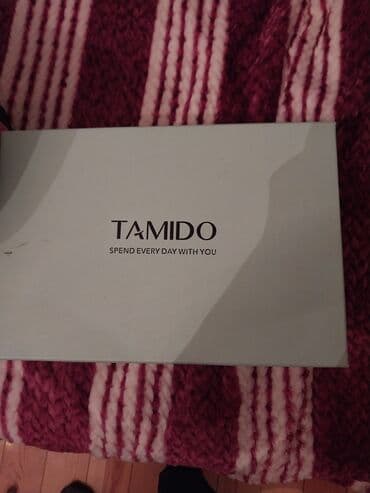 TAMIDO
SPEND EVERY DAY WITH YOU